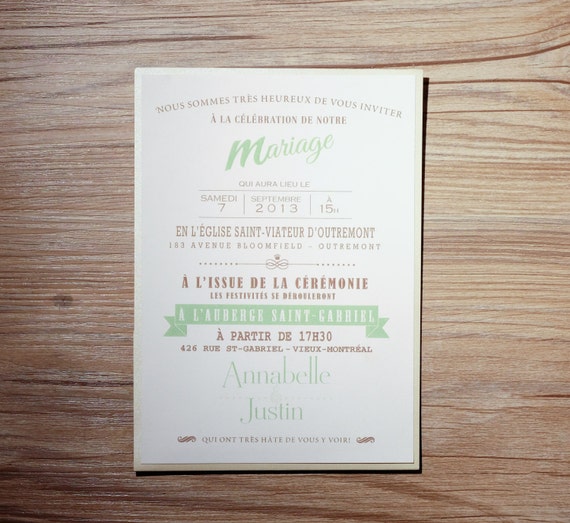 NOUS SOMMES TRÈS HEUREUX DE VOUS INVITER
À LA CÉLÉBRATION DE NOTRE
Mariage
QUI AURA LIEU LE
SAMEDI 7 SEPTEMBRE 2013 À 15H
EN L'ÉGLISE SAINT-VIATEUR D'OUTREMONT
183 AVENUE BLOOMFIELD - OUTREMONT
À L'ISSUE DE LA CÉRÉMONIE
LES FESTIVITÉS SE DÉROULERONT
À L'AUBERGE SAINT-GABRIEL
À PARTIR DE 17H30
426 RUE ST-GABRIEL - VIEUX-MONTRÉAL
Annabelle
&
Justin
QUI ONT TRÈS HÂTE DE VOUS Y VOIR!